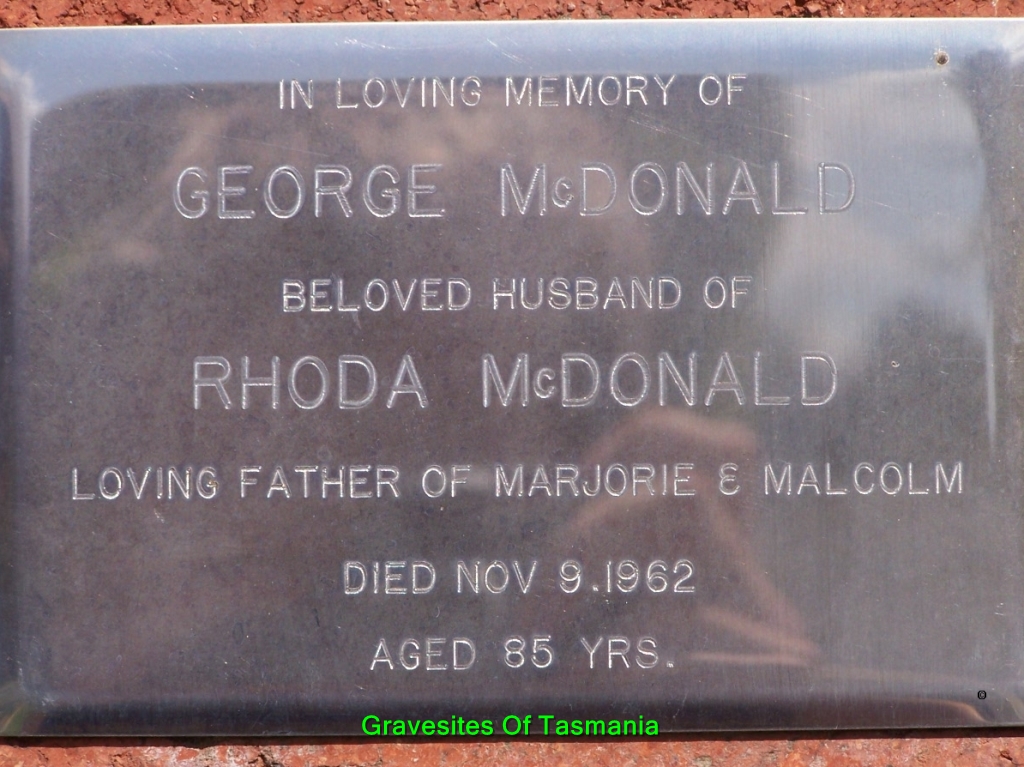 IN LOVING MEMORY OF
GEORGE McDONALD
BELOVED HUSBAND OF
RHODA McDONALD
LOVING FATHER OF MARJORIE & MALCOLM
DIED NOV 9.1962
AGED 85 YRS.
©
Gravesites Of Tasmania